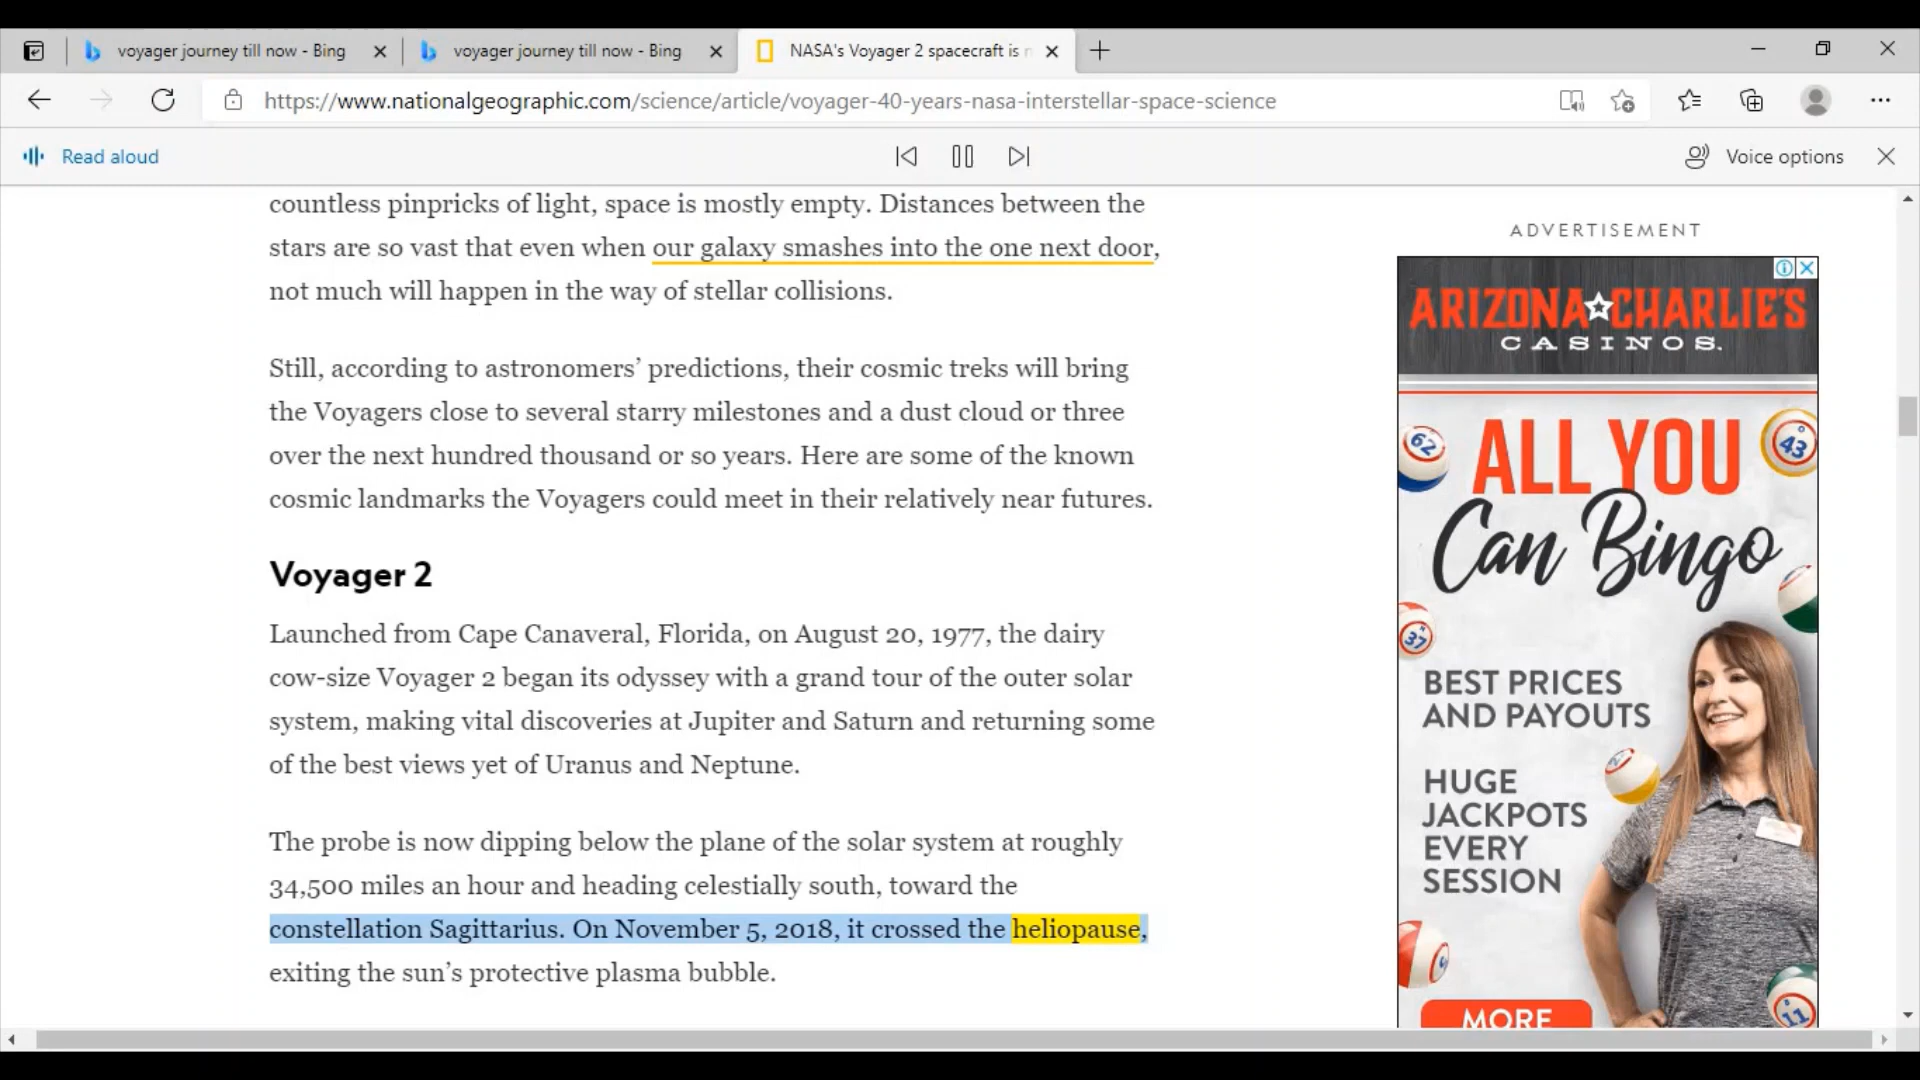 voyager journey till now - Bing
voyager journey till now - Bing
NASA's Voyager 2 spacecraft is
https://www.nationalgeographic.com/science/article/voyager-40-years-nasa-interstellar-space-science
Read aloud
Voice options
countless pinpricks of light, space is mostly empty. Distances between the
stars are so vast that even when our galaxy smashes into the one next door,
not much will happen in the way of stellar collisions.
Still, according to astronomers’ predictions, their cosmic treks will bring
the Voyagers close to several starry milestones and a dust cloud or three
over the next hundred thousand or so years. Here are some of the known
cosmic landmarks the Voyagers could meet in their relatively near futures.
Voyager 2
Launched from Cape Canaveral, Florida, on August 20, 1977, the dairy
cow-size Voyager 2 began its odyssey with a grand tour of the outer solar
system, making vital discoveries at Jupiter and Saturn and returning some
of the best views yet of Uranus and Neptune.
The probe is now dipping below the plane of the solar system at roughly
34,500 miles an hour and heading celestially south, toward the
constellation Sagittarius. On November 5, 2018, it crossed the heliopause,
exiting the sun’s protective plasma bubble.
ADVERTISEMENT
ARIZONA CHARLIE'S
CASINOS.
62
43
ALL YOU
Can Bingo
37
BEST PRICES
AND PAYOUTS
HUGE
JACKPOTS
EVERY
SESSION
11
MORE